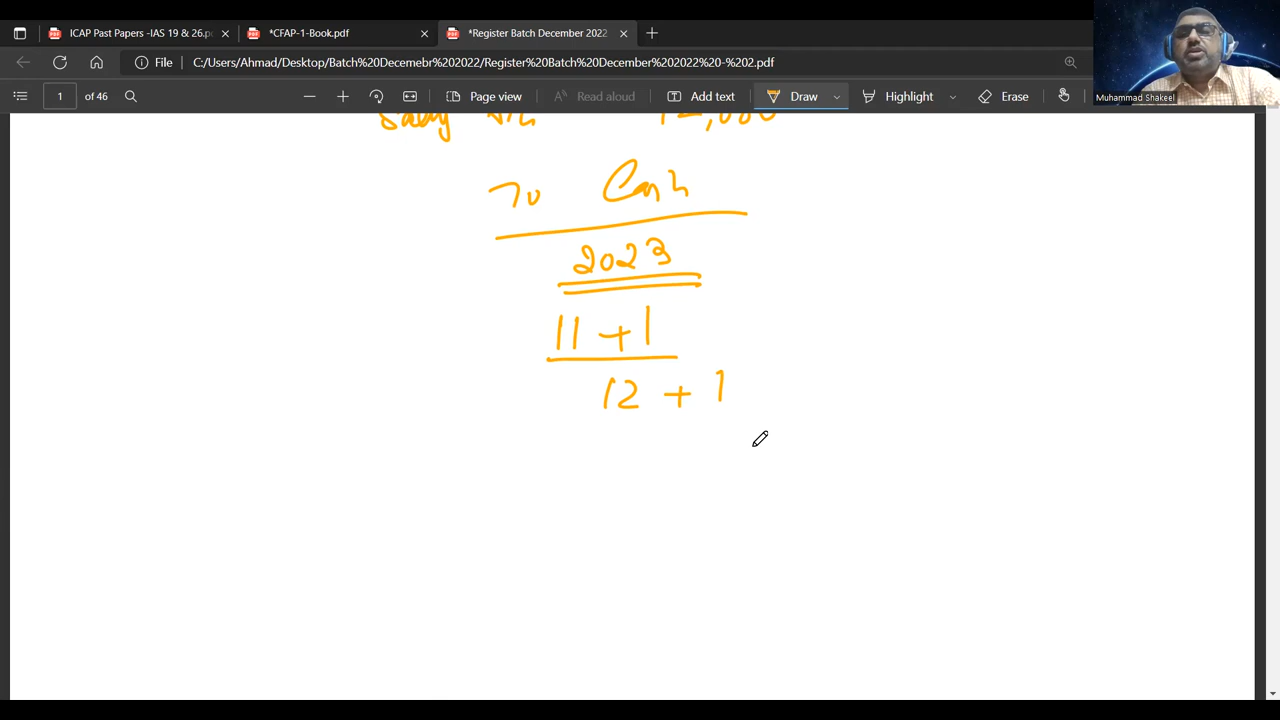 ICAP Past Papers -IAS 19 & 26.p
*CFAP-1-Book.pdf
*Register Batch December 2022
File C:/Users/Ahmad/Desktop/Batch%20Decemebr%202022/Register%20Batch%20December%202022%20-%202.pdf
1 of 46 Page view Read aloud Add text Draw Highlight Erase
Muhammad Shakeel
To Cash
2023
11 + 1
12 + 1